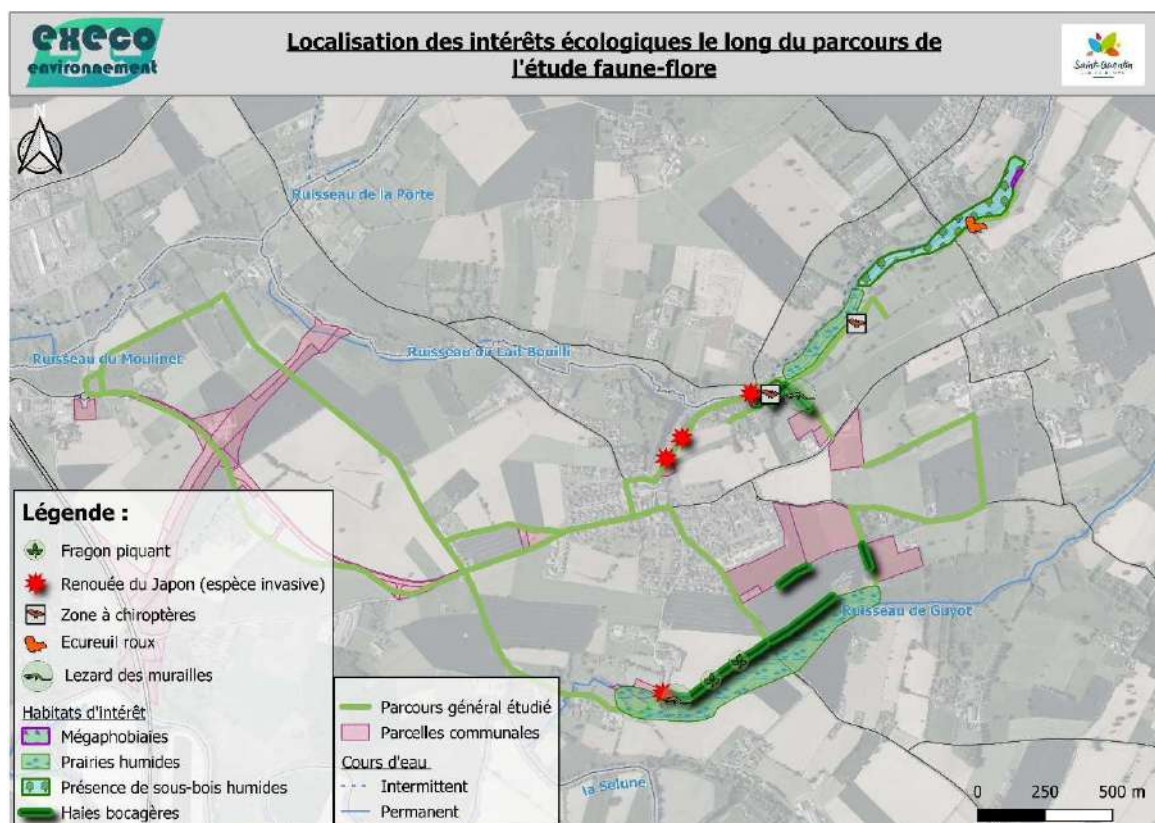 execo
environnement
Localisation des intérêts écologiques le long du parcours de
l'étude faune-flore
Saint-Quentin
N
Ruisseau de la Porte
Ruisseau du Moulinet
Ruisseau du Lait Bouilli
Ruisseau de Guyot
la Sélune
Légende :
Fragon piquant
Renouée du Japon (espèce invasive)
Zone à chiroptères
Ecureuil roux
Lezard des murailles
Habitats d'intérêt
Mégaphobiaies
Prairies humides
Présence de sous-bois humides
Haies bocagères
Parcours général étudié
Parcelles communales
Cours d'eau
Intermittent
Permanent
0 250 500 m